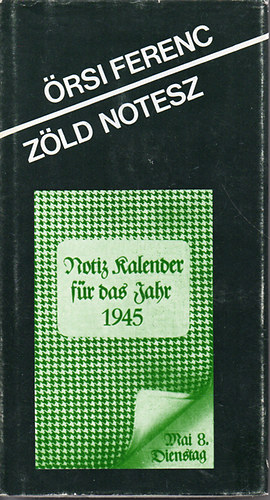 ÖRSI FERENC
ZÖLD NOTESZ
Notiz Kalender
für das Jahr
1945
Mai 8.
Dienstag